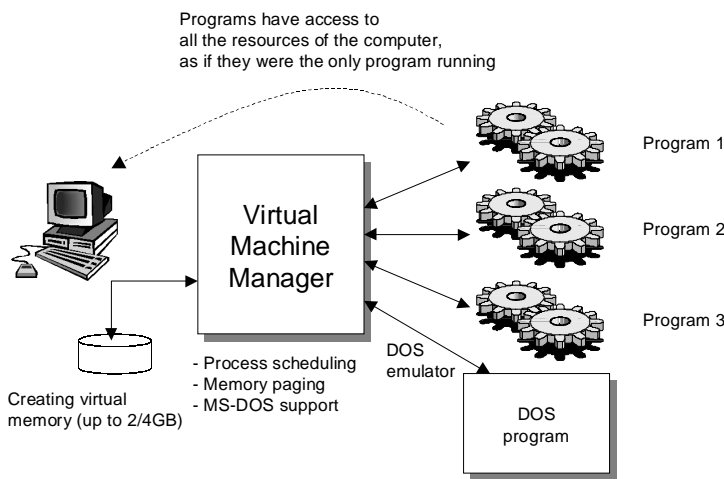 Programs have access to
all the resources of the computer,
as if they were the only program running
Program 1
Virtual
Machine
Manager
Program 2
Program 3
- Process scheduling
- Memory paging
- MS-DOS support
DOS
emulator
Creating virtual
memory (up to 2/4GB)
DOS
program